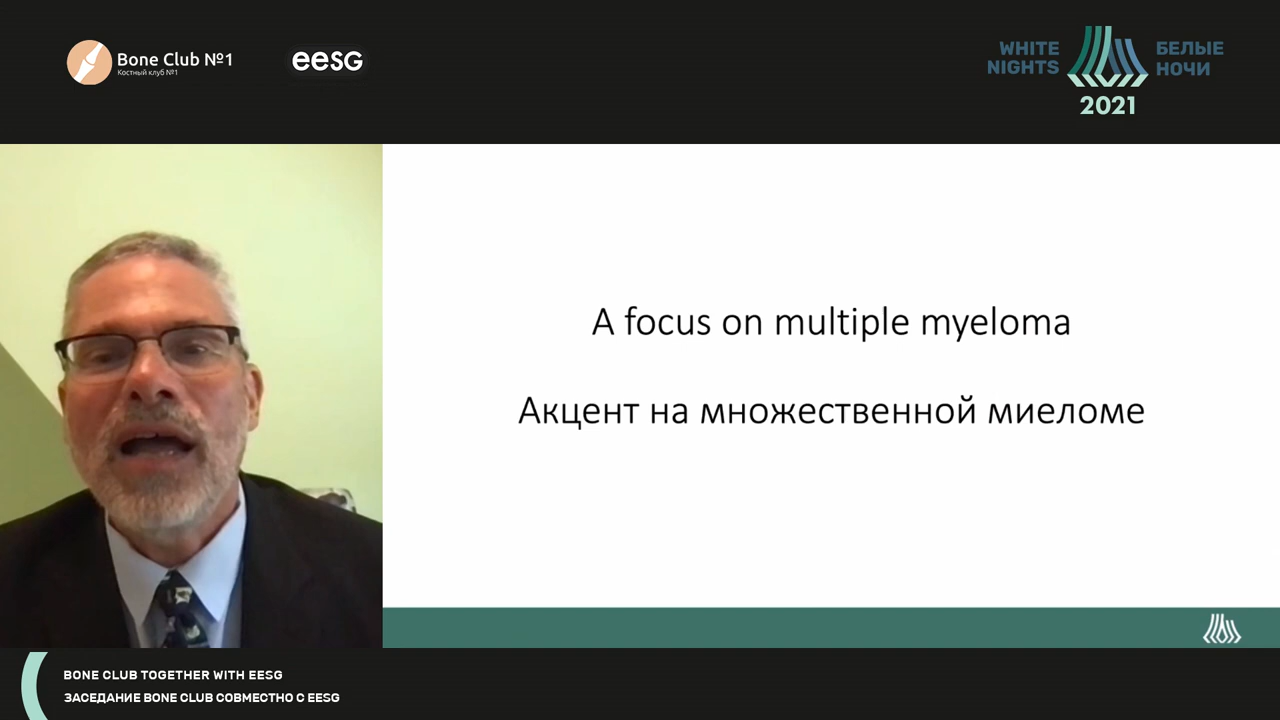 Bone Club №1
Костный клуб №1
eesg
WHITE NIGHTS
БЕЛЫЕ НОЧИ
2021
A focus on multiple myeloma
Акцент на множественной миеломе
BONE CLUB TOGETHER WITH EESG
ЗАСЕДАНИЕ BONE CLUB СОВМЕСТНО С EESG